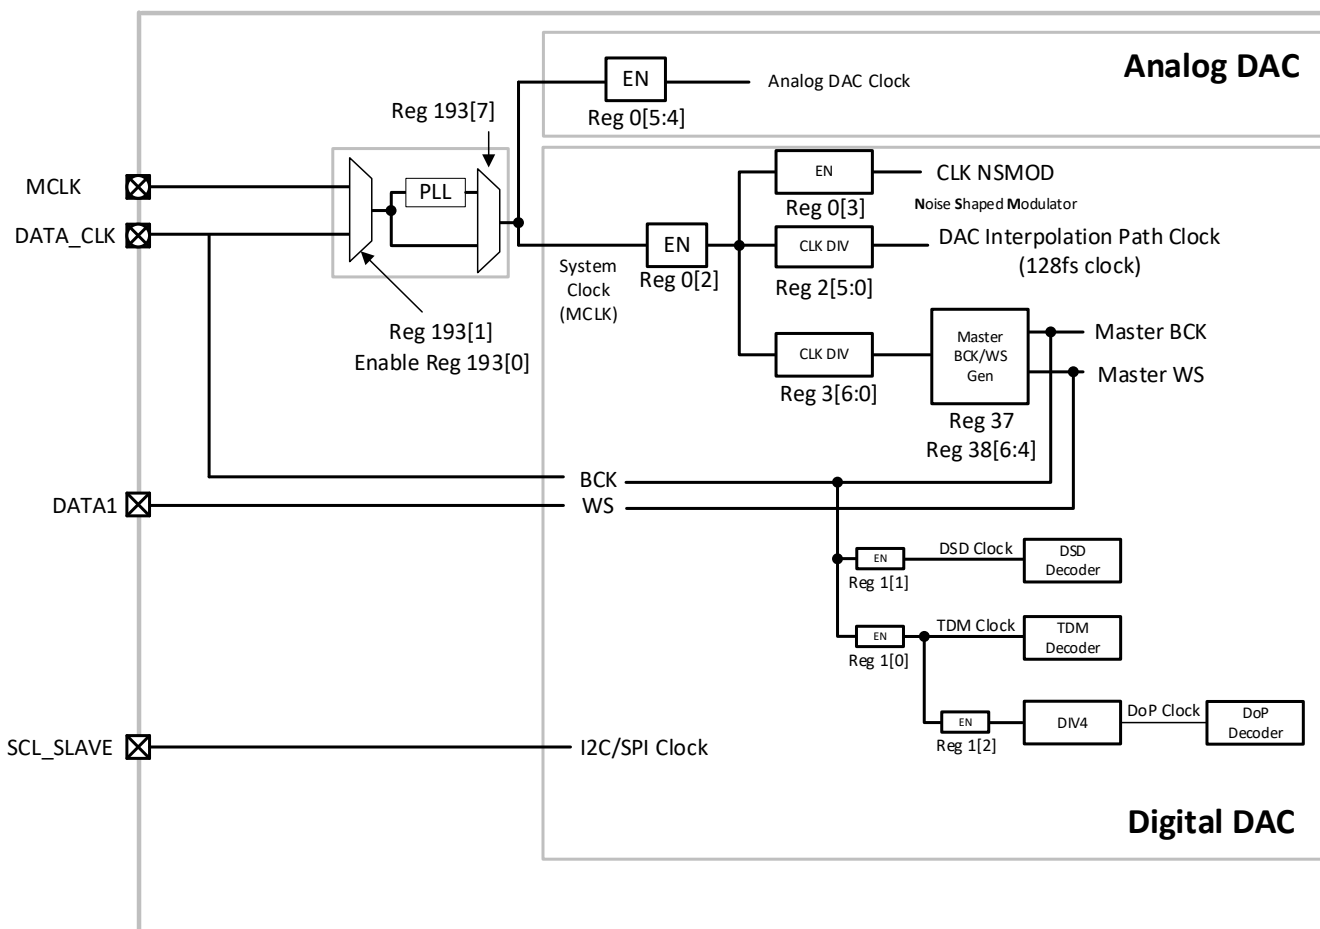 Analog DAC
EN
Analog DAC Clock
Reg 0[5:4]
Reg 193[7]
MCLK
PLL
DATA_CLK
EN
CLK NSMOD
Reg 0[3]
Noise Shaped Modulator
EN
Reg 0[2]
CLK DIV
DAC Interpolation Path Clock
(128fs clock)
Reg 2[5:0]
System
Clock
(MCLK)
Reg 193[1]
Enable Reg 193[0]
CLK DIV
Reg 3[6:0]
Master
BCK/WS
Gen
Master BCK
Master WS
Reg 37
Reg 38[6:4]
BCK
DATA1
WS
EN
Reg 1[1]
DSD Clock
DSD
Decoder
EN
Reg 1[0]
TDM Clock
TDM
Decoder
EN
Reg 1[2]
DIV4
DoP Clock
DoP
Decoder
SCL_SLAVE
I2C/SPI Clock
Digital DAC